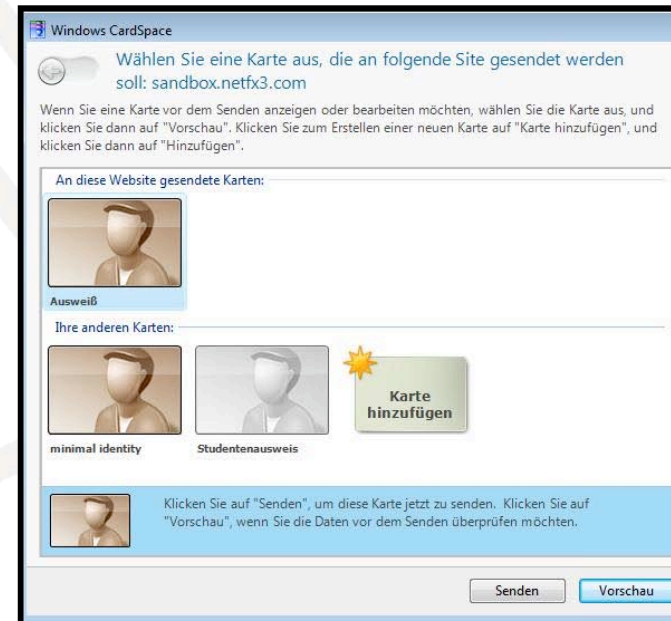 Windows CardSpace
Wählen Sie eine Karte aus, die an folgende Site gesendet werden
soll: sandbox.netfx3.com
Wenn Sie eine Karte vor dem Senden anzeigen oder bearbeiten möchten, wählen Sie die Karte aus, und
klicken Sie dann auf "Vorschau". Klicken Sie zum Erstellen einer neuen Karte auf "Karte hinzufügen", und
klicken Sie dann auf "Hinzufügen".
An diese Website gesendete Karten:
Ausweiß
Ihre anderen Karten:
Karte
hinzufügen
minimal identity
Studentenausweis
Klicken Sie auf "Senden", um diese Karte jetzt zu senden. Klicken Sie auf
"Vorschau", wenn Sie die Daten vor dem Senden überprüfen möchten.
Senden
Vorschau